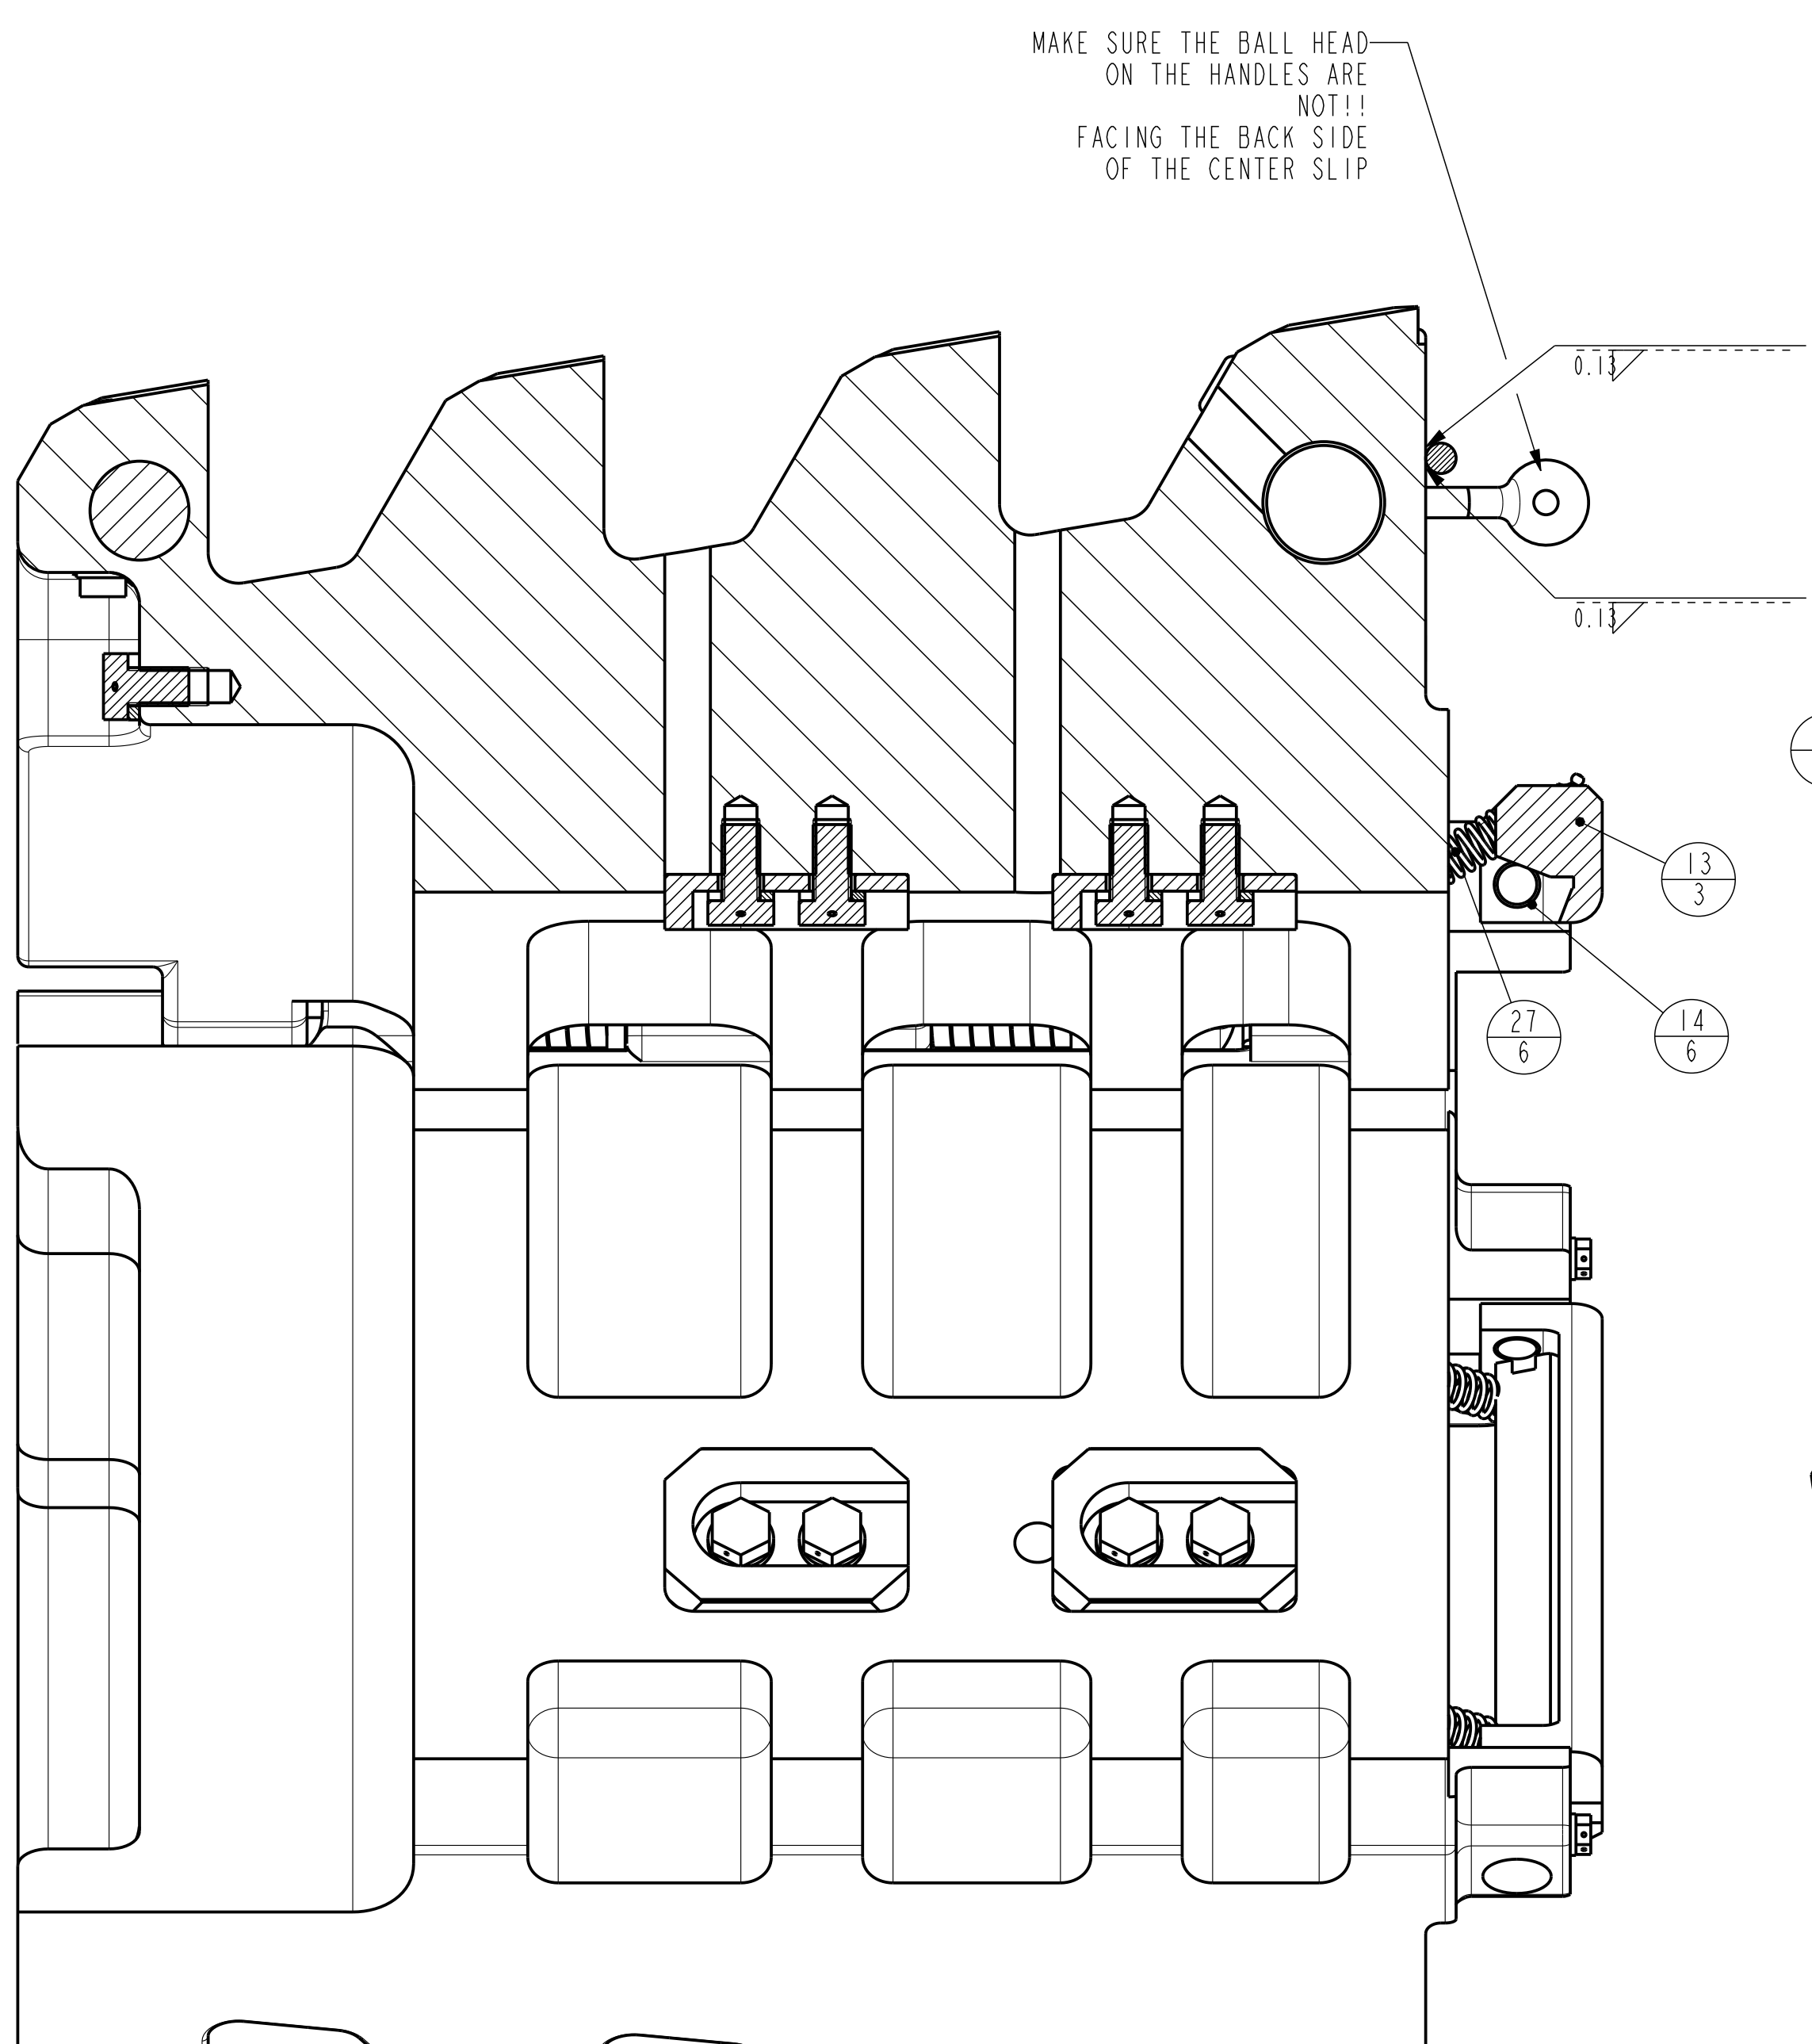 MAKE SURE THE BALL HEAD
ON THE HANDLES ARE
NOT!!
FACING THE BACK SIDE
OF THE CENTER SLIP
0.13
0.13
13
3
27
6
14
6